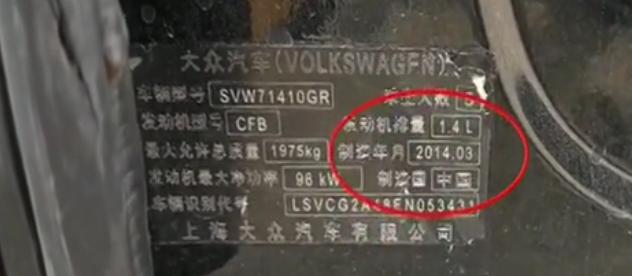 大众汽车(VOLKSWAGEN)
车辆型号 SVW71410GR 乘坐人数 5
发动机型号 CFB 发动机排量 1.4 L
最大允许总质量 1975kg 制造年月 2014.03
发动机最大净功率 96 kW 制造国 中国
车辆识别代号
上海大众汽车有限公司